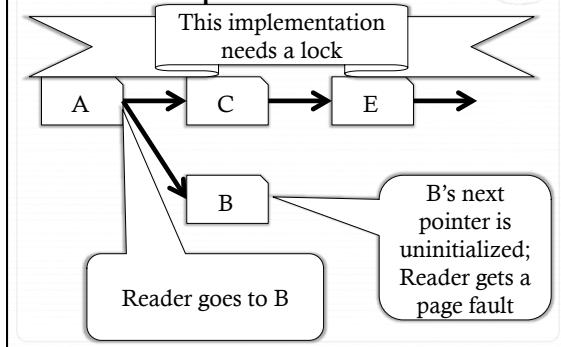 This implementation
needs a lock
A
C
E
B
B's next
pointer is
uninitialized;
Reader gets a
page fault
Reader goes to B